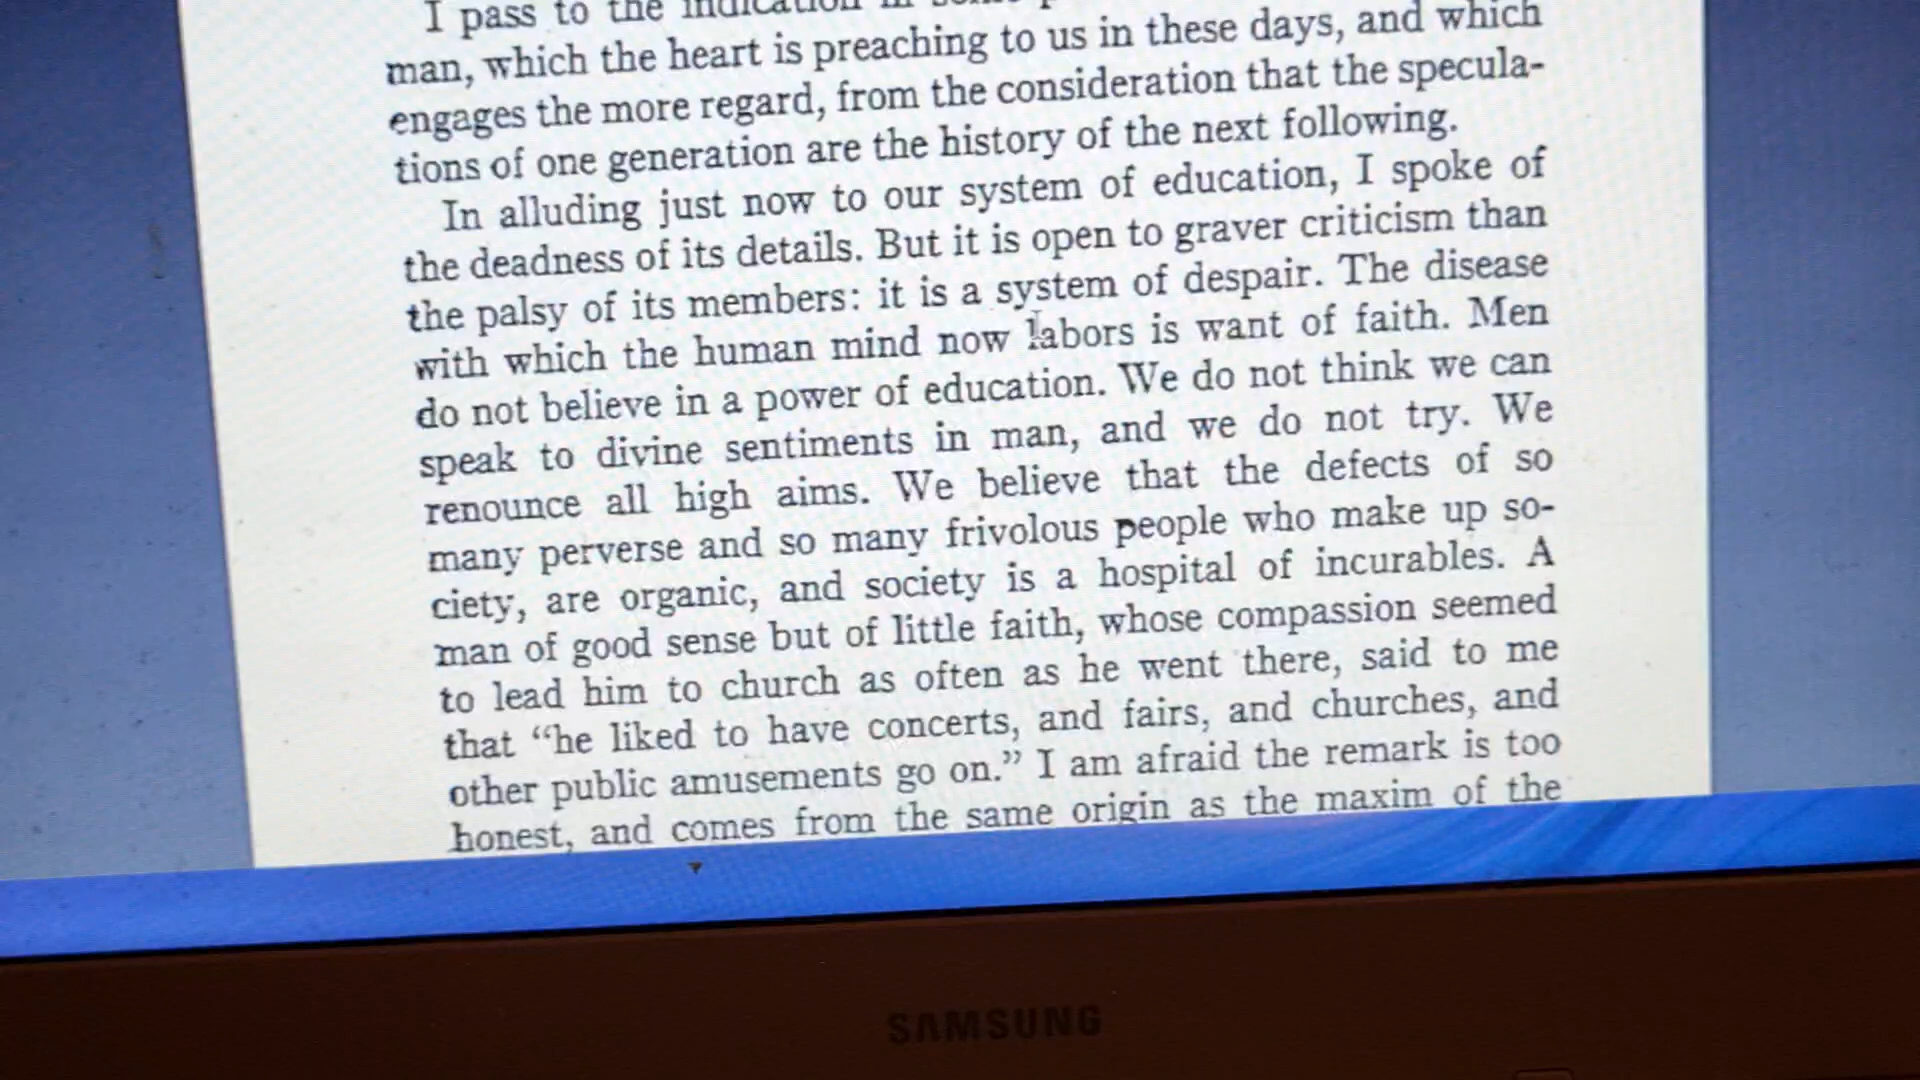 I pass to the indication in some
man, which the heart is preaching to us in these days, and which
engages the more regard, from the consideration that the specula-
tions of one generation are the history of the next following.
In alluding just now to our system of education, I spoke of
the deadness of its details. But it is open to graver criticism than
the palsy of its members: it is a system of despair. The disease
with which the human mind now labors is want of faith. Men
do not believe in a power of education. We do not think we can
speak to divine sentiments in man, and we do not try. We
renounce all high aims. We believe that the defects of so
many perverse and so many frivolous people who make up so-
ciety, are organic, and society is a hospital of incurables. A
man of good sense but of little faith, whose compassion seemed
to lead him to church as often as he went there, said to me
that “he liked to have concerts, and fairs, and churches, and
other public amusements go on.” I am afraid the remark is too
honest, and comes from the same origin as the maxim of the
SAMSUNG